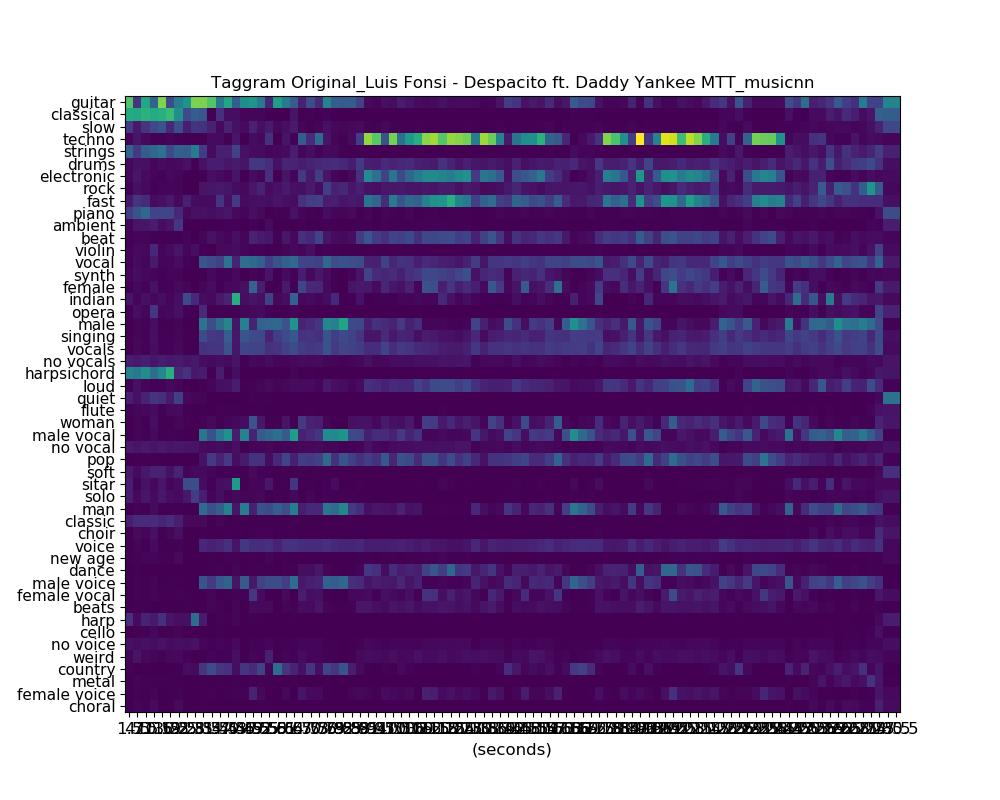 Taggram Original_Luis Fonsi - Despacito ft. Daddy Yankee MTT_musicnn
guitar
classical
slow
techno
strings
drums
electronic
rock
fast
piano
ambient
beat
violin
vocal
synth
female
indian
opera
male
singing
vocals
no vocals
harpsichord
loud
quiet
flute
woman
male vocal
no vocal
pop
soft
sitar
solo
man
classic
choir
voice
new age
dance
male voice
female vocal
beats
harp
cello
no voice
weird
country
metal
female voice
choral
(seconds)